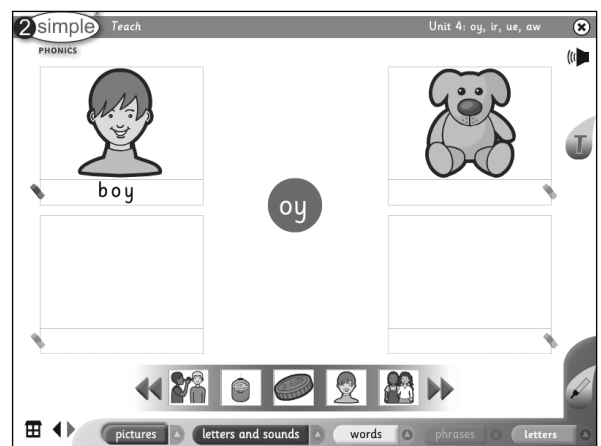 2simple
PHONICS
Teach
Unit 4: oy, ir, ue, aw
T
boy
oy
pictures
letters and sounds
words
phrases
letters